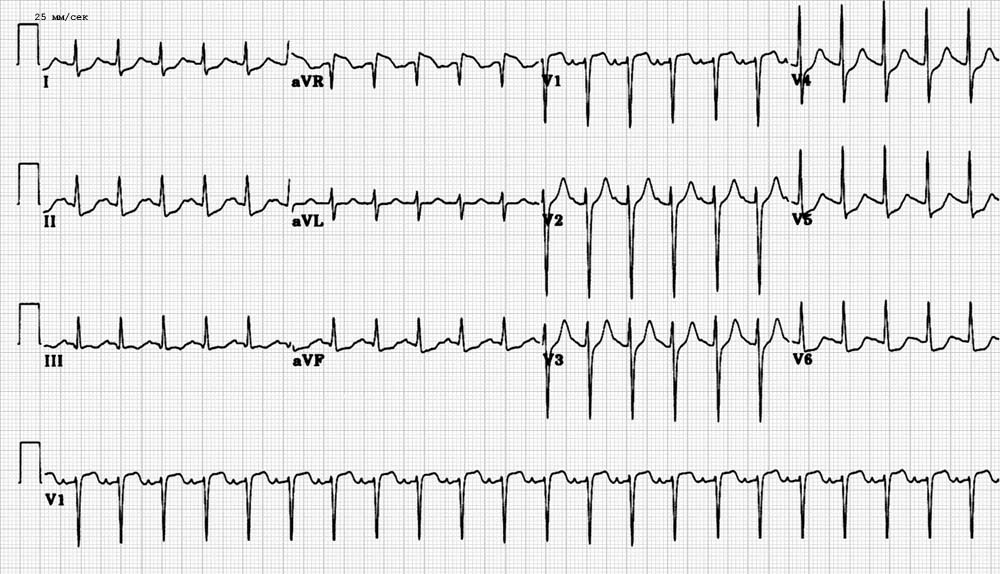 25 мм/сек
I aVR V1 V4
II aVL V2 V5
III aVF V3 V6
V1